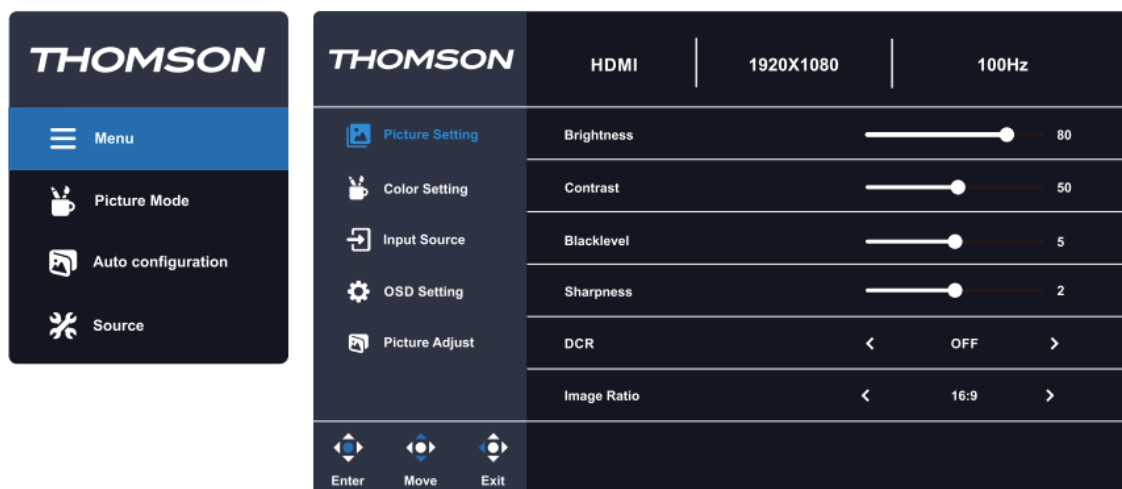 THOMSON
Menu
Picture Mode
Auto configuration
Source
THOMSON
HDMI 1920X1080 100Hz
Picture Setting
Color Setting
Input Source
OSD Setting
Picture Adjust
Brightness 80
Contrast 50
Blacklevel 5
Sharpness 2
DCR OFF
Image Ratio 16:9
Enter Move Exit